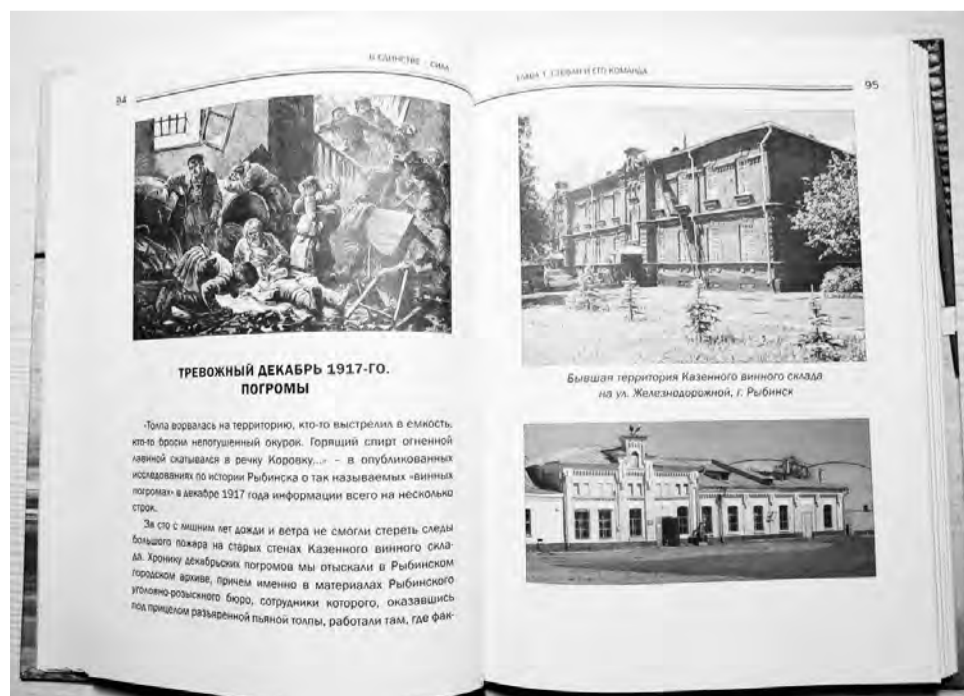 В ЕДИНСТВЕ – СИЛА
94
ТРЕВОЖНЫЙ ДЕКАБРЬ 1917-ГО.
ПОГРОМЫ
«Толпа ворвалась на территорию, кто-то выстрелил в емкость,
кто-то бросил непотушенный окурок. Горящий спирт огненной
лавиной скатывался в речку Коровку...» – в опубликованных
исследованиях по истории Рыбинска о так называемых «винных
погромах» в декабре 1917 года информации всего на несколько
строк.
За сто с лишним лет дожди и ветра не смогли стереть следы
большого пожара на старых стенах Казенного винного скла-
да. Хронику декабрьских погромов мы отыскали в Рыбинском
городском архиве, причем именно в материалах Рыбинского
уголовно-розыскного бюро, сотрудники которого, оказавшись
под прицелом разъяренной пьяной толпы, работали там, где фак-
ГЛАВА 1. И ЕГО КОМАНДА
95
Бывшая территория Казенного винного склада
на ул. Железнодорожной, г. Рыбинск